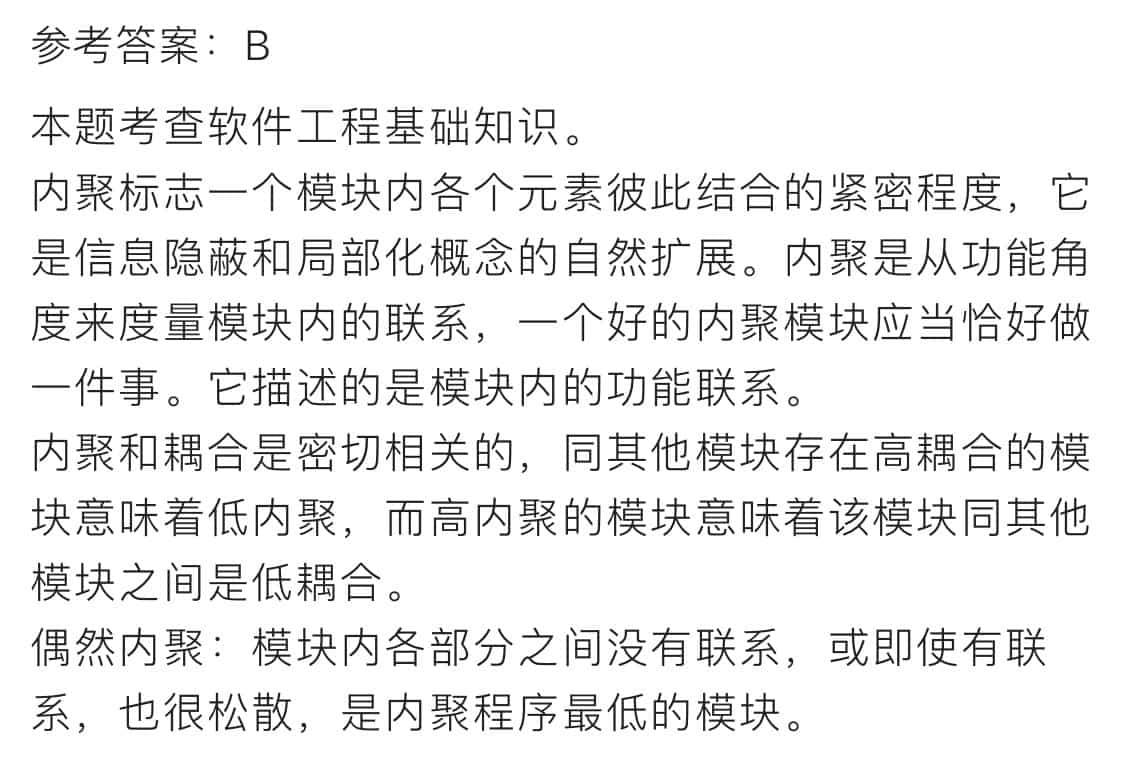 参考答案：B
本题考查软件工程基础知识。
内聚标志一个模块内各个元素彼此结合的紧密程度，它
是信息隐蔽和局部化概念的自然扩展。内聚是从功能角
度来度量模块内的联系，一个好的内聚模块应当恰好做
一件事。它描述的是模块内的功能联系。
内聚和耦合是密切相关的，同其他模块存在高耦合的模
块意味着低内聚，而高内聚的模块意味着该模块同其他
模块之间是低耦合。
偶然内聚：模块内各部分之间没有联系，或即使有联
系，也很松散，是内聚程序最低的模块。